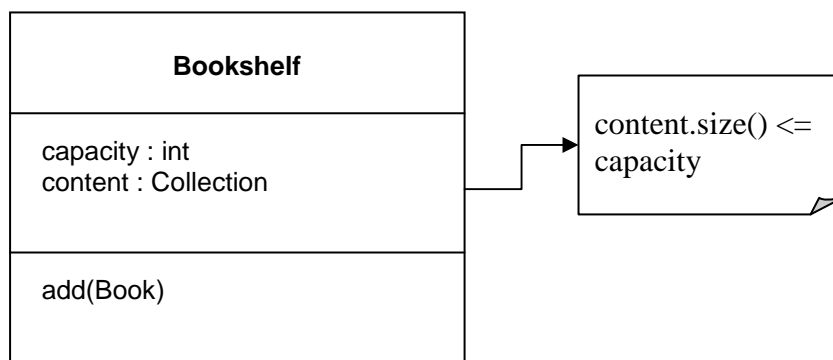 Bookshelf
capacity : int
content : Collection
add(Book)
content.size() <=
capacity